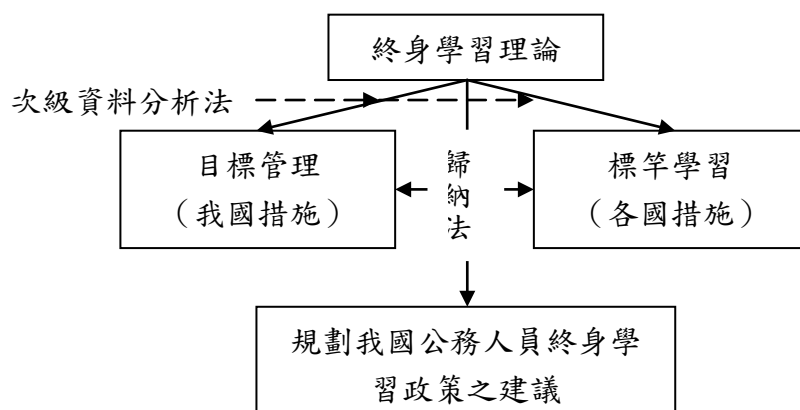 終身學習理論
次級資料分析法
目標管理
（我國措施）
歸納法
標竿學習
（各國措施）
規劃我國公務人員終身學
習政策之建議